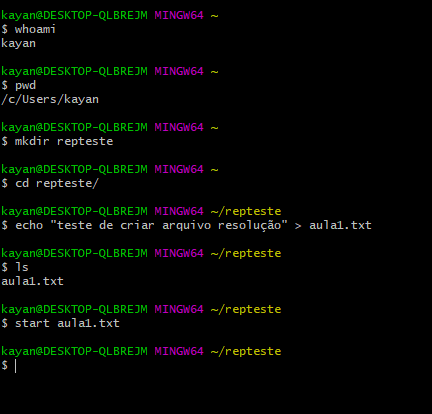 kayan@DESKTOP-QLBREJM MINGW64 ~
$ whoami
kayan
kayan@DESKTOP-QLBREJM MINGW64 ~
$ pwd
/c/Users/kayan
kayan@DESKTOP-QLBREJM MINGW64 ~
$ mkdir repteste
kayan@DESKTOP-QLBREJM MINGW64 ~
$ cd repteste/
kayan@DESKTOP-QLBREJM MINGW64 ~/repteste
$ echo "teste de criar arquivo resolução" > aula1.txt
kayan@DESKTOP-QLBREJM MINGW64 ~/repteste
$ ls
aula1.txt
kayan@DESKTOP-QLBREJM MINGW64 ~/repteste
$ start aula1.txt
kayan@DESKTOP-QLBREJM MINGW64 ~/repteste
$